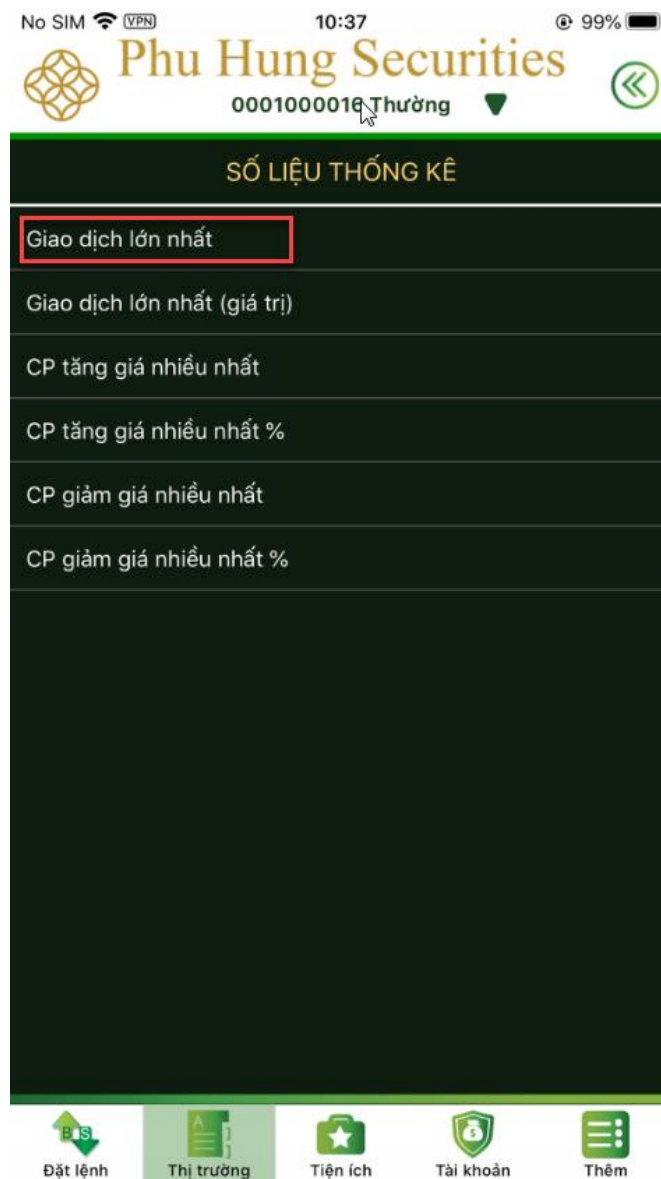 No SIM VPN 10:37 99%
Phu Hung Securities
0001000016 Thường
SỐ LIỆU THỐNG KÊ
Giao dịch lớn nhất
Giao dịch lớn nhất (giá trị)
CP tăng giá nhiều nhất
CP tăng giá nhiều nhất %
CP giảm giá nhiều nhất
CP giảm giá nhiều nhất %
Đặt lệnh Thị trường Tiện ích Tài khoản Thêm